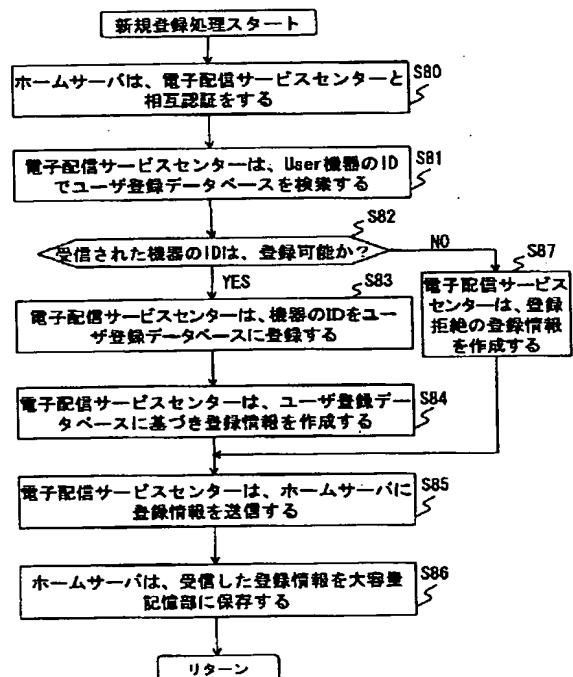 新規登録処理スタート
S80
ホームサーバは、電子配信サービスセンターと
相互認証をする
S81
電子配信サービスセンターは、User機器のID
でユーザ登録データベースを検索する
S82
受信された機器のIDは、登録可能か？
NO
S87
YES
S83
電子配信サービス
センターは、登録
拒絶の登録情報
を作成する
電子配信サービスセンターは、機器のIDをユー
ザ登録データベースに登録する
S84
電子配信サービスセンターは、ユーザ登録デー
タベースに基づき登録情報を作成する
S85
電子配信サービスセンターは、ホームサーバに
登録情報を送信する
S86
ホームサーバは、受信した登録情報を大容量
記憶部に保存する
リターン